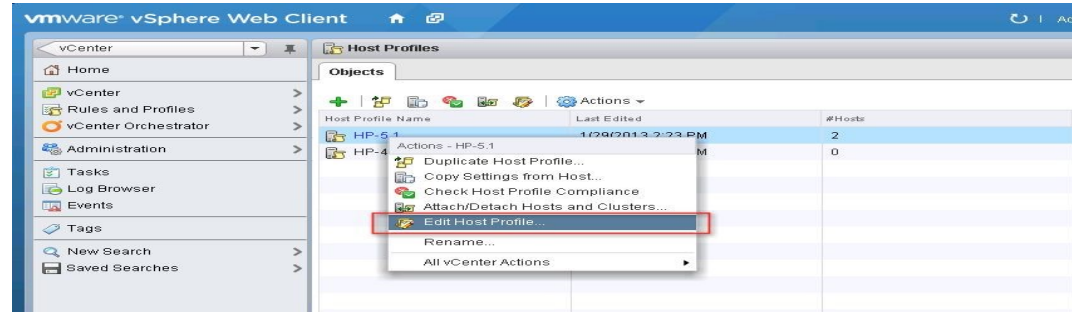 vmware vSphere Web Client
Ac
vCenter
Home
vCenter
Rules and Profiles
vCenter Orchestrator
Administration
Tasks
Log Browser
Events
Tags
New Search
Saved Searches
Host Profiles
Objects
Actions
Host Profile Name Last Edited #Hosts
HP-5.1 1/29/2013 2:23 PM 2
HP-4 M 0
Actions - HP-5.1
Duplicate Host Profile...
Copy Settings from Host...
Check Host Profile Compliance
Attach/Detach Hosts and Clusters...
Edit Host Profile...
Rename...
All vCenter Actions